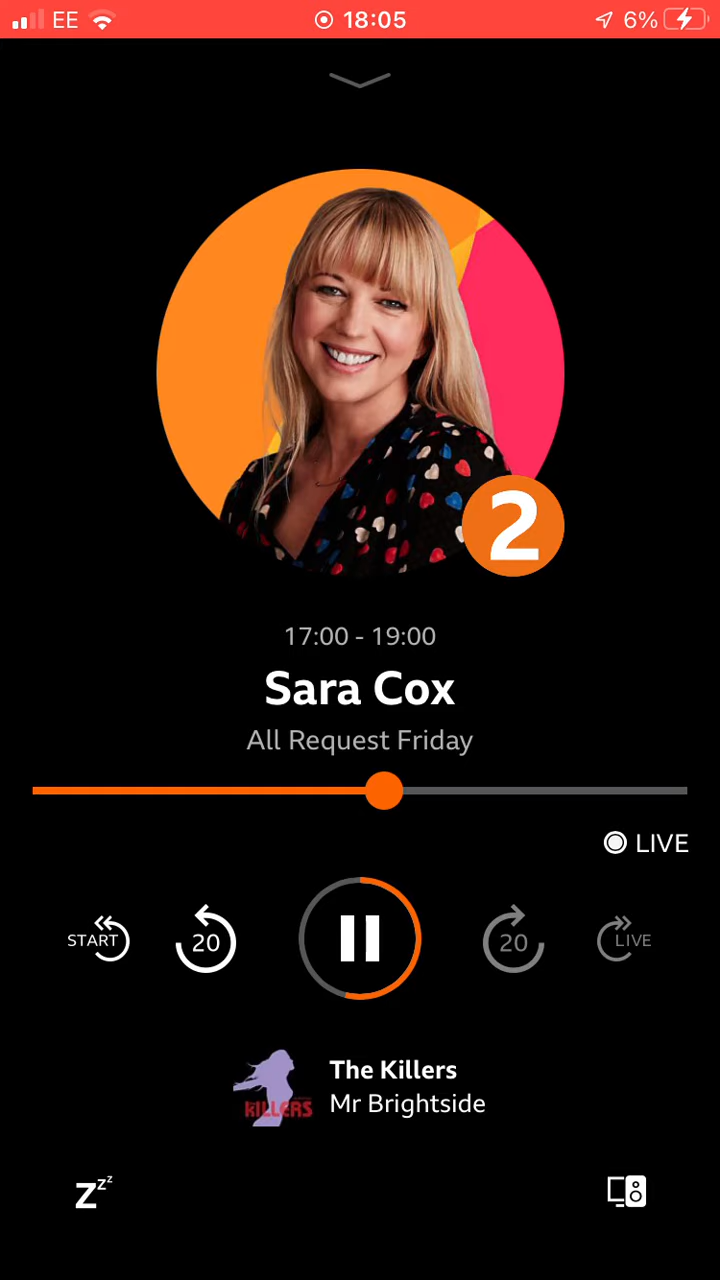 EE 18:05 6%
2
17:00 - 19:00
Sara Cox
All Request Friday
LIVE
START 20 20 LIVE
The Killers
KILLERS
Mr Brightside
Zzz